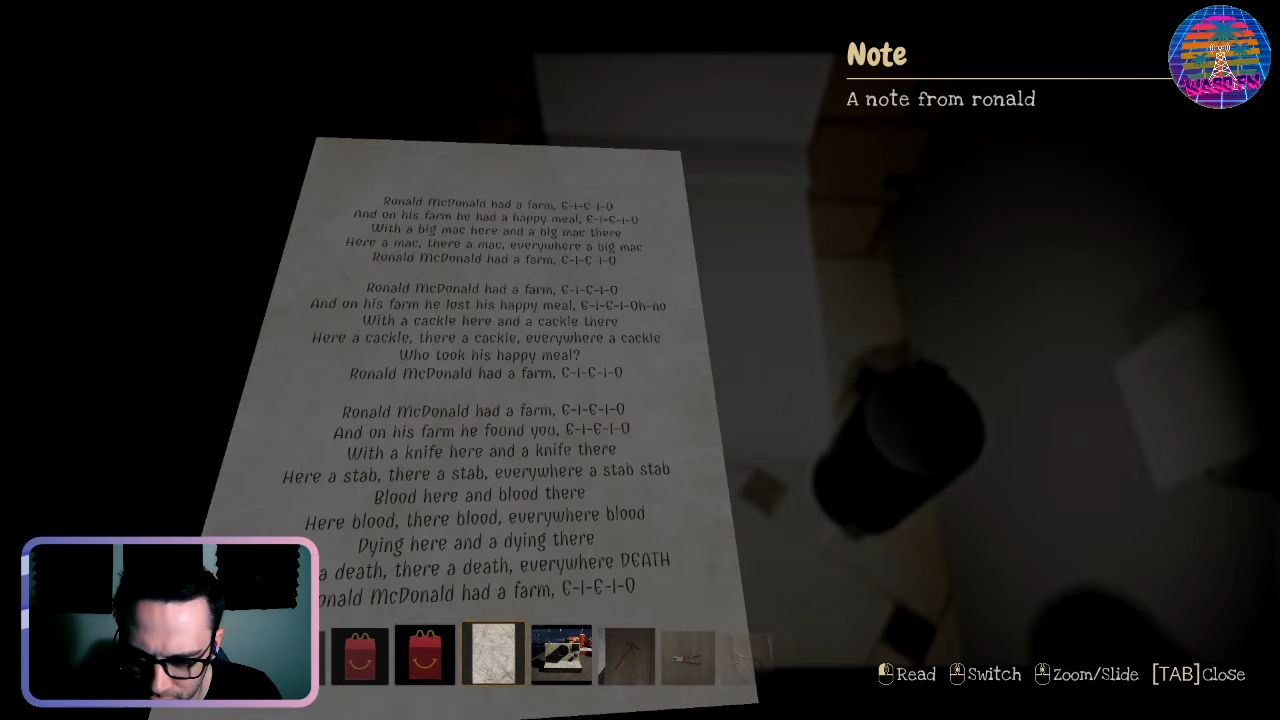 Note
A note from ronald
Ronald McDonald had a farm, E-I-E-I-O
And on his farm he had a happy meal, E-I-E-I-O
With a big mac here and a big mac there
Here a mac, there a mac, everywhere a big mac
Ronald McDonald had a farm, E-I-E-I-O
Ronald McDonald had a farm, E-I-E-I-O
And on his farm he lost his happy meal, E-I-E-I-Oh-no
With a cackle here and a cackle there
Here a cackle, there a cackle, everywhere a cackle
Who took his happy meal?
Ronald McDonald had a farm, E-I-E-I-O
Ronald McDonald had a farm, E-I-E-I-O
And on his farm he found you, E-I-E-I-O
With a knife here and a knife there
Here a stab, there a stab, everywhere a stab stab
Blood here and blood there
Here blood, there blood, everywhere blood
Dying here and a dying there
a death, there a death, everywhere DEATH
onald McDonald had a farm, E-I-E-I-O
Read Switch Zoom/Slide [TAB]Close